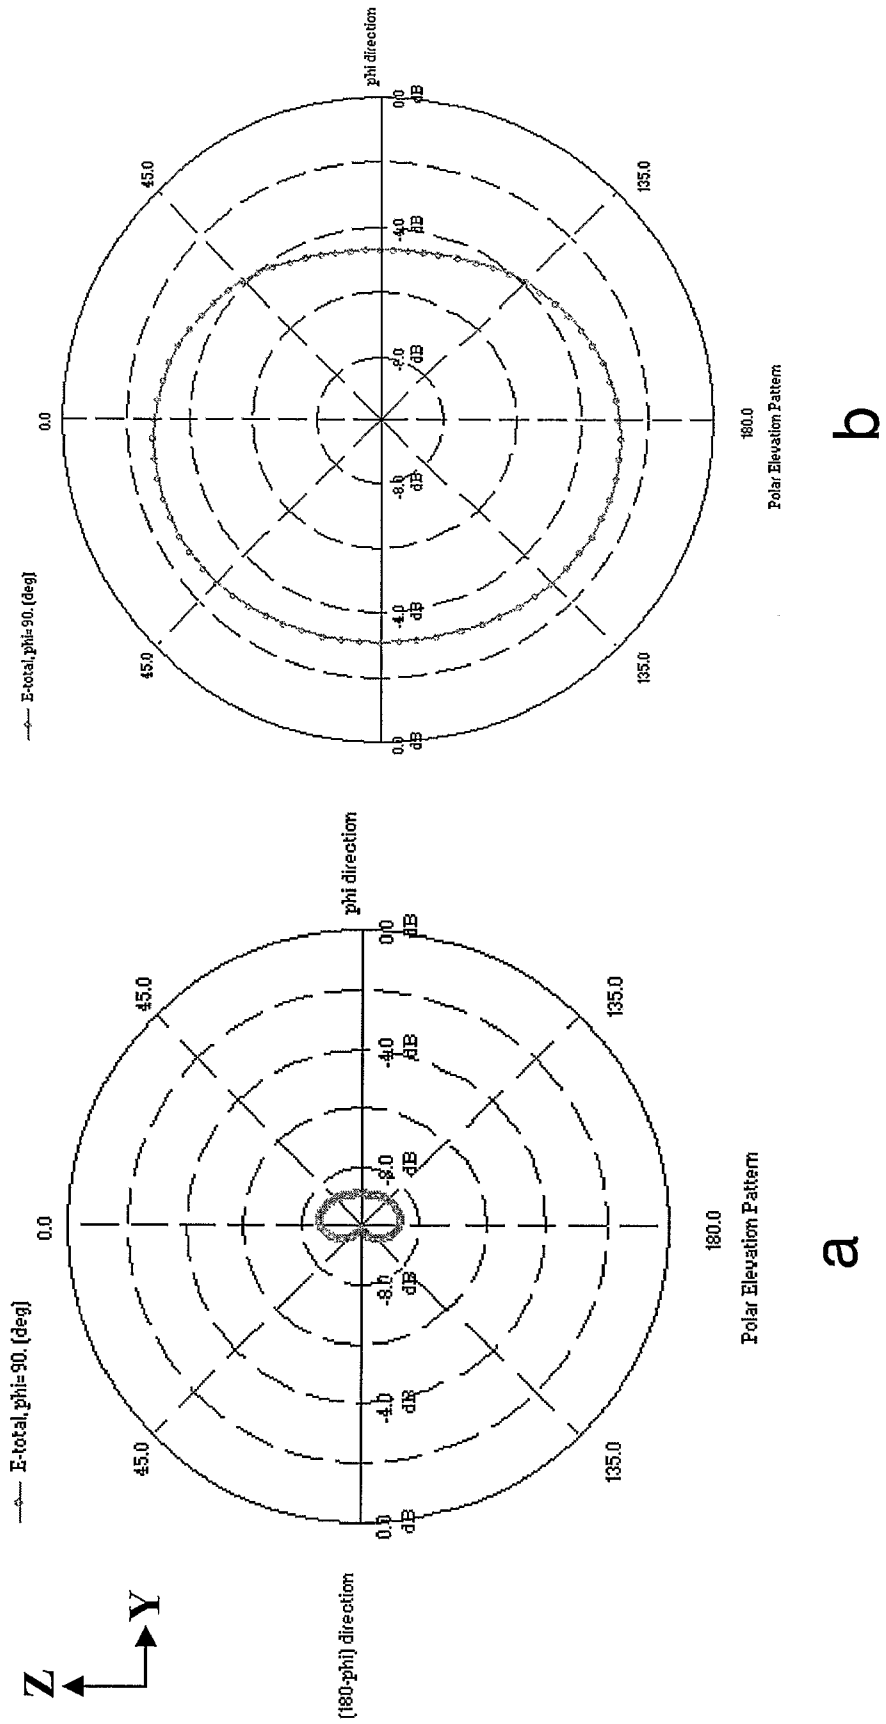 Z
Y
E-total, phi=90. (deg)
0.0
45.0
45.0
(180-phi) direction
phi direction
0.0
dB
-4.0
dB
-8.0
dB
-8.0
dB
-4.0
dB
0.0
dB
135.0
135.0
180.0
Polar Elevation Pattern
a
E-total, phi=90. (deg)
0.0
45.0
45.0
phi direction
0.0
dB
-4.0
dB
-8.0
dB
-8.0
dB
-4.0
dB
0.0
dB
135.0
135.0
180.0
Polar Elevation Pattern
b